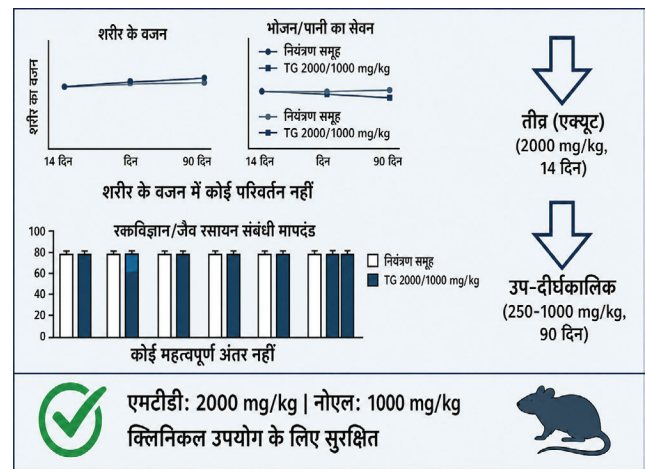 शरीर के वजन
शरीर का वजन
14 दिन
दिन
90 दिन
भोजन/पानी का सेवन
नियंत्रण समूह
TG 2000/1000 mg/kg
नियंत्रण समूह
TG 2000/1000 mg/kg
14 दिन
दिन
90 दिन
शरीर के वजन में कोई परिवर्तन नहीं
तीव्र (एक्यूट)
(2000 mg/kg,
14 दिन)
रकविज्ञान/जैव रसायन संबंधी मापदंड
100
80
60
40
20
0
नियंत्रण समूह
TG 2000/1000 mg/kg
कोई महत्वपूर्ण अंतर नहीं
उप-दीर्घकालिक
(250-1000 mg/kg,
90 दिन)
एमटीडी: 2000 mg/kg | नोएल: 1000 mg/kg
क्लिनिकल उपयोग के लिए सुरक्षित